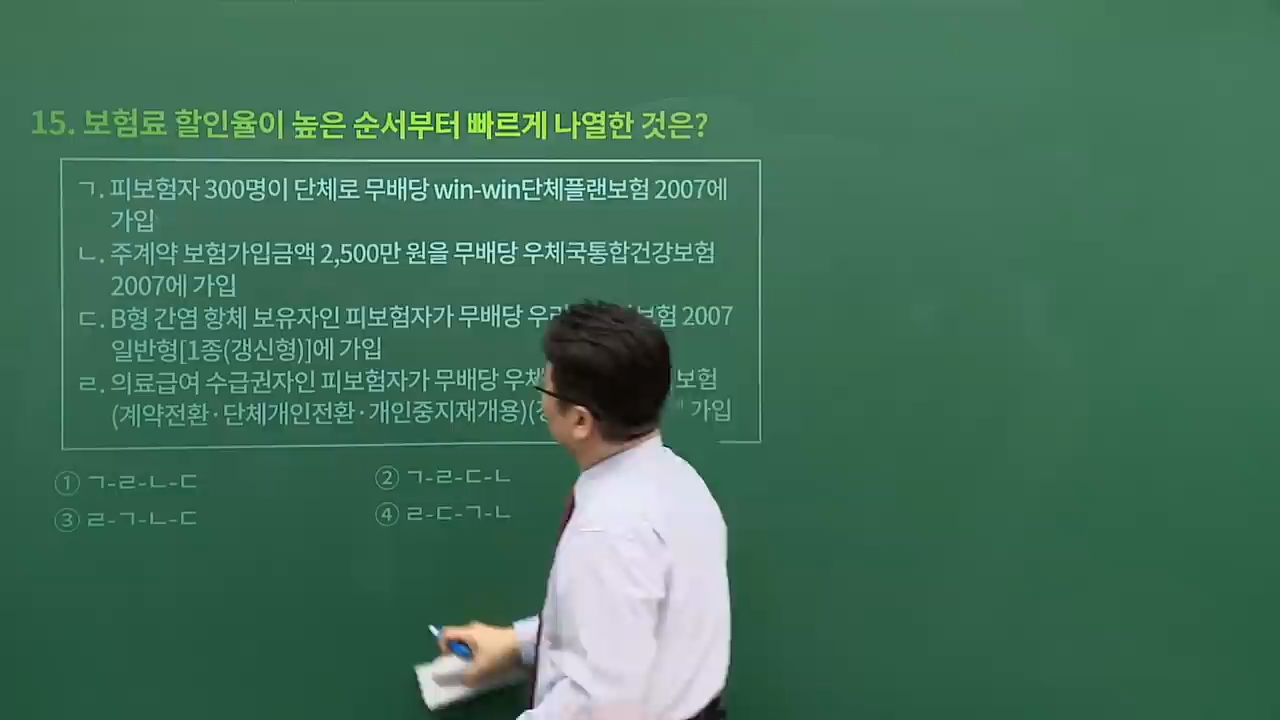 15. 보험료 할인율이 높은 순서부터 빠르게 나열한 것은?
ㄱ. 피보험자 300명이 단체로 무배당 win-win단체플랜보험 2007에
가입
ㄴ. 주계약 보험가입금액 2,500만 원을 무배당 우체국통합건강보험
2007에 가입
ㄷ. B형 간염 항체 보유자인 피보험자가 무배당 2007
일반형[1종(갱신형)]에 가입
ㄹ. 의료급여 수급권자인 피보험자가 무배당 보험
(계약전환·단체개인전환·개인중지재개용) 가입
① ㄱ-ㄹ-ㄴ-ㄷ
② ㄱ-ㄹ-ㄷ-ㄴ
③ ㄹ-ㄱ-ㄴ-ㄷ
④ ㄹ-ㄷ-ㄱ-ㄴ